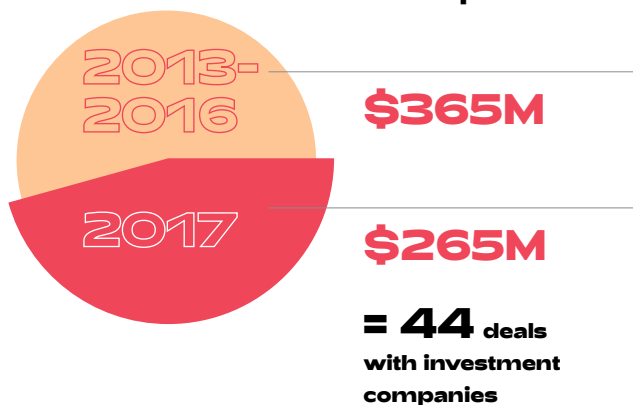 2013-
2016
$365M
2017
$265M
= 44 deals
with investment
companies